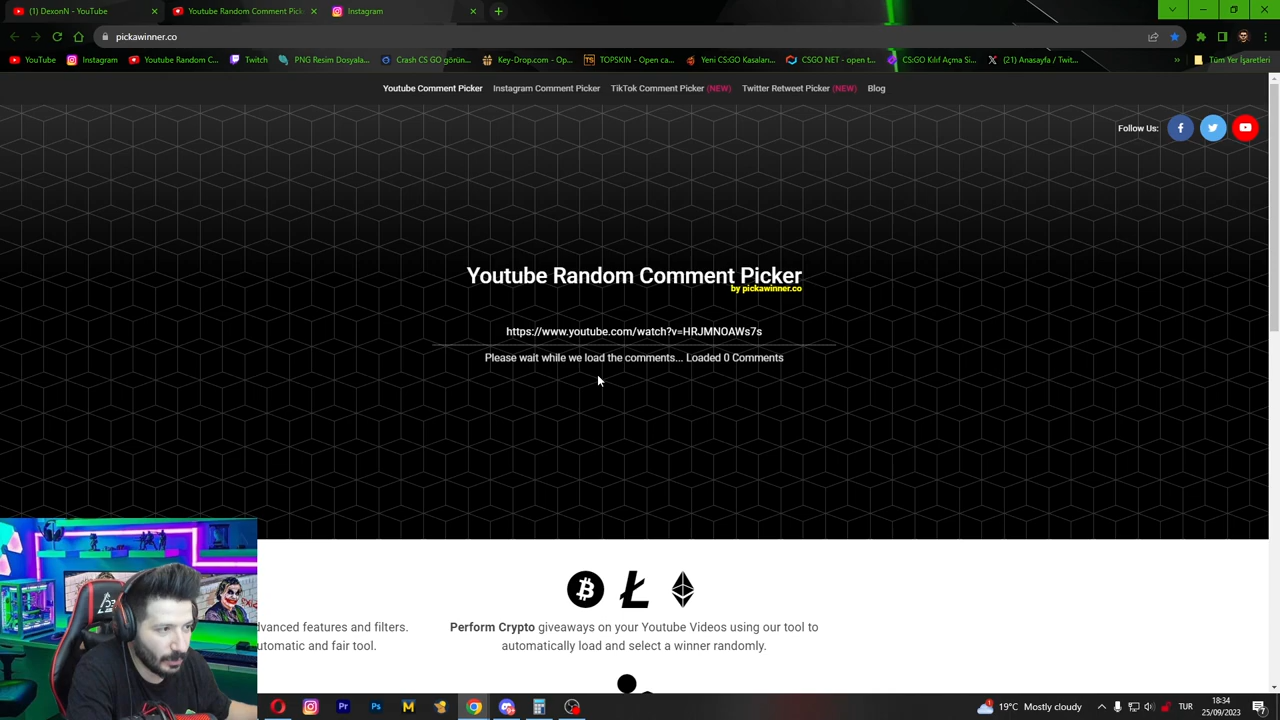 (1) DexonN - YouTube
Youtube Random Comment Pick
Instagram
pickawinner.co
YouTube
Instagram
Youtube Random C...
Twitch
PNG Resim Dosyala...
Crash CS GO görün...
Key-Drop.com - Op...
TOPSKIN - Open ca...
Yeni CS:GO Kasaları...
CSGO NET - open t...
CS:GO Kılıf Açma Si...
(21) Anasayfa / Twit...
Tüm Yer İşaretleri
Youtube Comment Picker
Instagram Comment Picker
TikTok Comment Picker (NEW)
Twitter Retweet Picker (NEW)
Blog
Follow Us:
Youtube Random Comment Picker
by pickawinner.co
https://www.youtube.com/watch?v=HRJMNOAWs7s
Please wait while we load the comments... Loaded 0 Comments
dvanced features and filters.
utomatic and fair tool.
Perform Crypto giveaways on your Youtube Videos using our tool to
automatically load and select a winner randomly.
19°C Mostly cloudy
TUR
18:34
25/09/2023